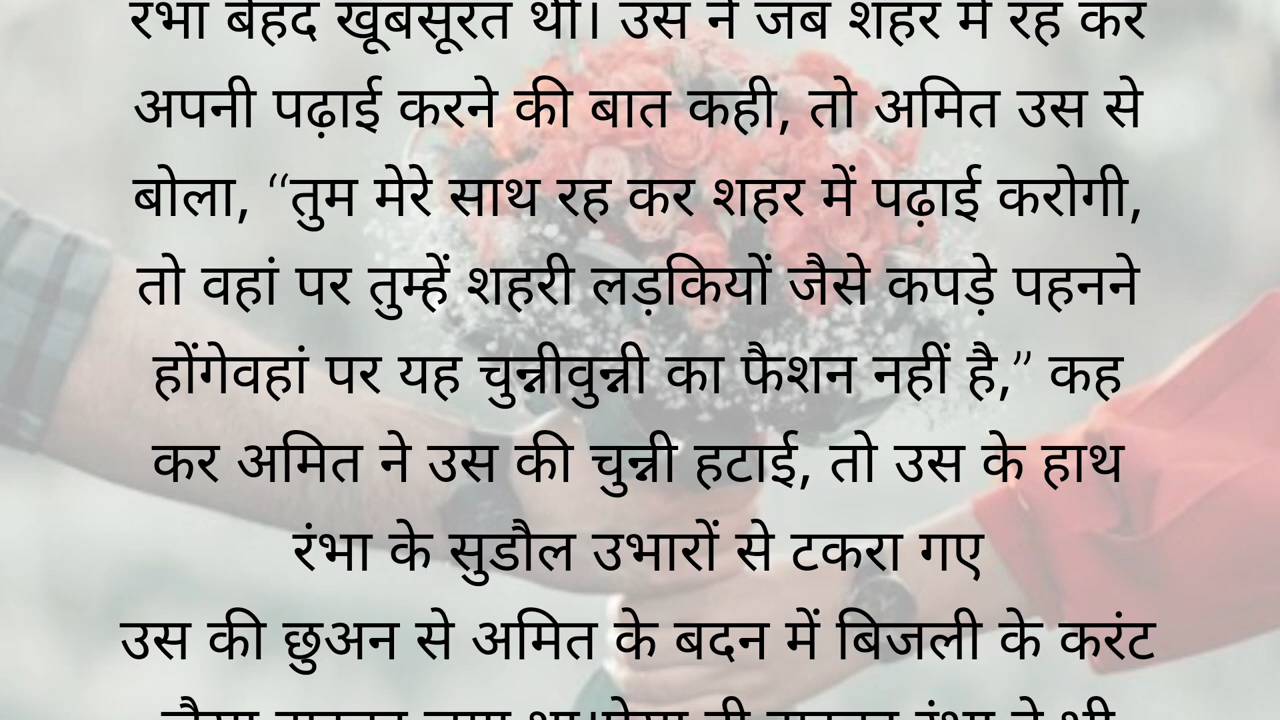 रंभा बेहद खूबसूरत थी। उस ने जब शहर में रह कर
अपनी पढ़ाई करने की बात कही, तो अमित उस से
बोला, “तुम मेरे साथ रह कर शहर में पढ़ाई करोगी,
तो वहां पर तुम्हें शहरी लड़कियों जैसे कपड़े पहनने
होंगेवहां पर यह चुन्नीवुन्नी का फैशन नहीं है,” कह
कर अमित ने उस की चुन्नी हटाई, तो उस के हाथ
रंभा के सुडौल उभारों से टकरा गए
उस की छुअन से अमित के बदन में बिजली के करंट